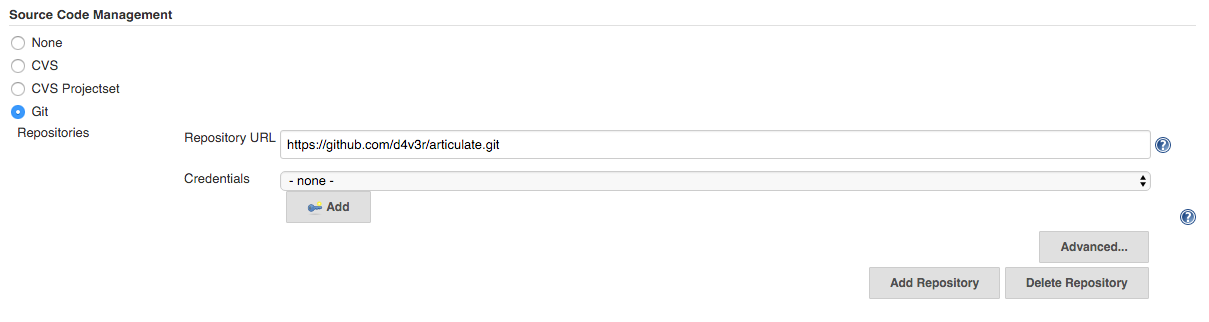 Source Code Management
None
CVS
CVS Projectset
Git
Repositories
Repository URL
https://github.com/d4v3r/articulate.git
?
Credentials
- none -
Add
?
Advanced...
Add Repository
Delete Repository